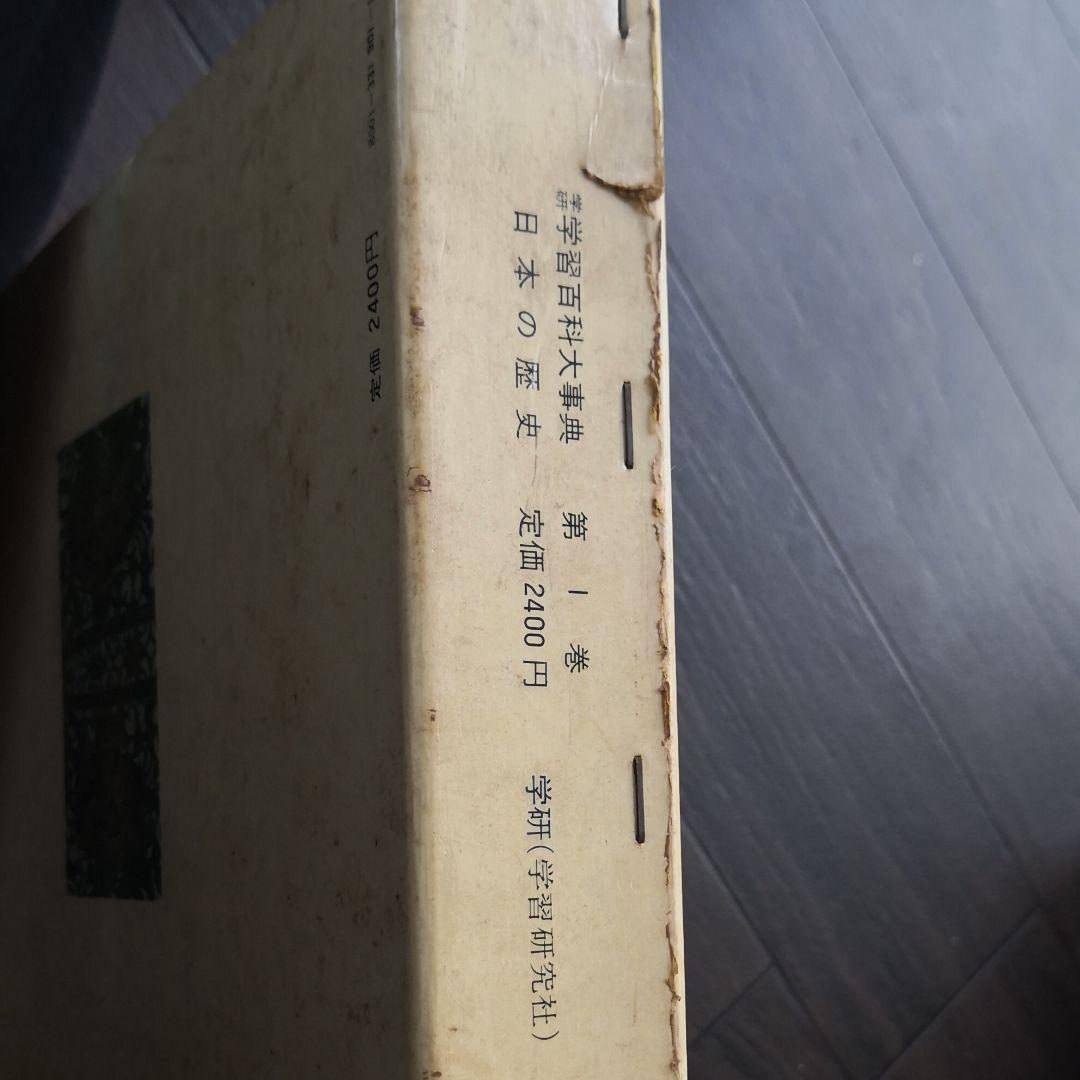 学研 学習百科大事典 第1巻
日本の歴史 定価2400円 学研(学習研究社)
定価 2400円